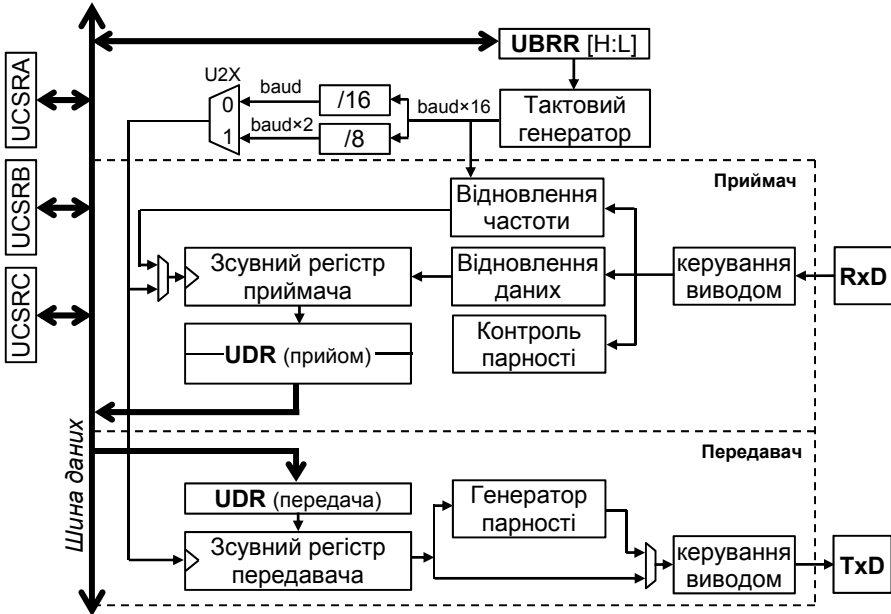 UBRR [H:L]
U2X
baud
/16
baud×16
Тактовий
генератор
0
1
baud×2
/8
UCSRA
UCSRB
UCSRC
Приймач
Відновлення
частоти
Зсувний регістр
приймача
Відновлення
даних
керування
виводом
RxD
UDR (прийом)
Контроль
парності
Шина даних
Передавач
UDR (передача)
Генератор
парності
Зсувний регістр
передавача
керування
виводом
TxD